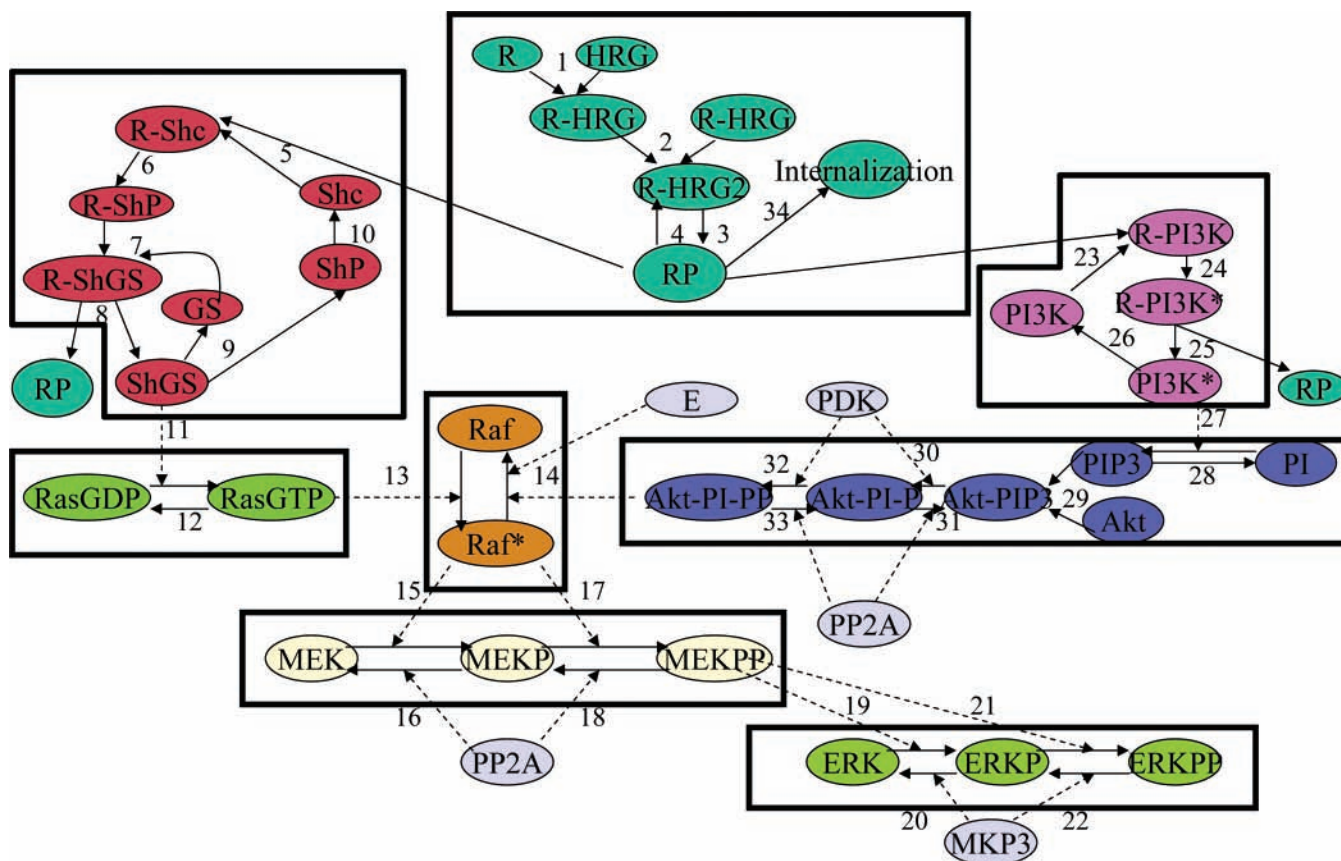 R
1
HRG
R-HRG
R-HRG
2
R-HRG2
Internalization
34
4
3
RP
R-Shc
5
6
R-ShP
Shc
7
10
R-ShGS
ShP
GS
8
9
RP
ShGS
R-PI3K
23
24
PI3K
R-PI3K*
26
25
PI3K*
RP
27
11
E
PDK
Raf
13
14
Raf*
RasGDP
RasGTP
12
32
30
PIP3
PI
28
Akt-PI-PP
Akt-PI-P
Akt-PIP3
29
Akt
33
31
PP2A
15
17
MEK
MEKP
MEKPP
16
18
PP2A
19
21
ERK
ERKP
ERKPP
20
22
MKP3